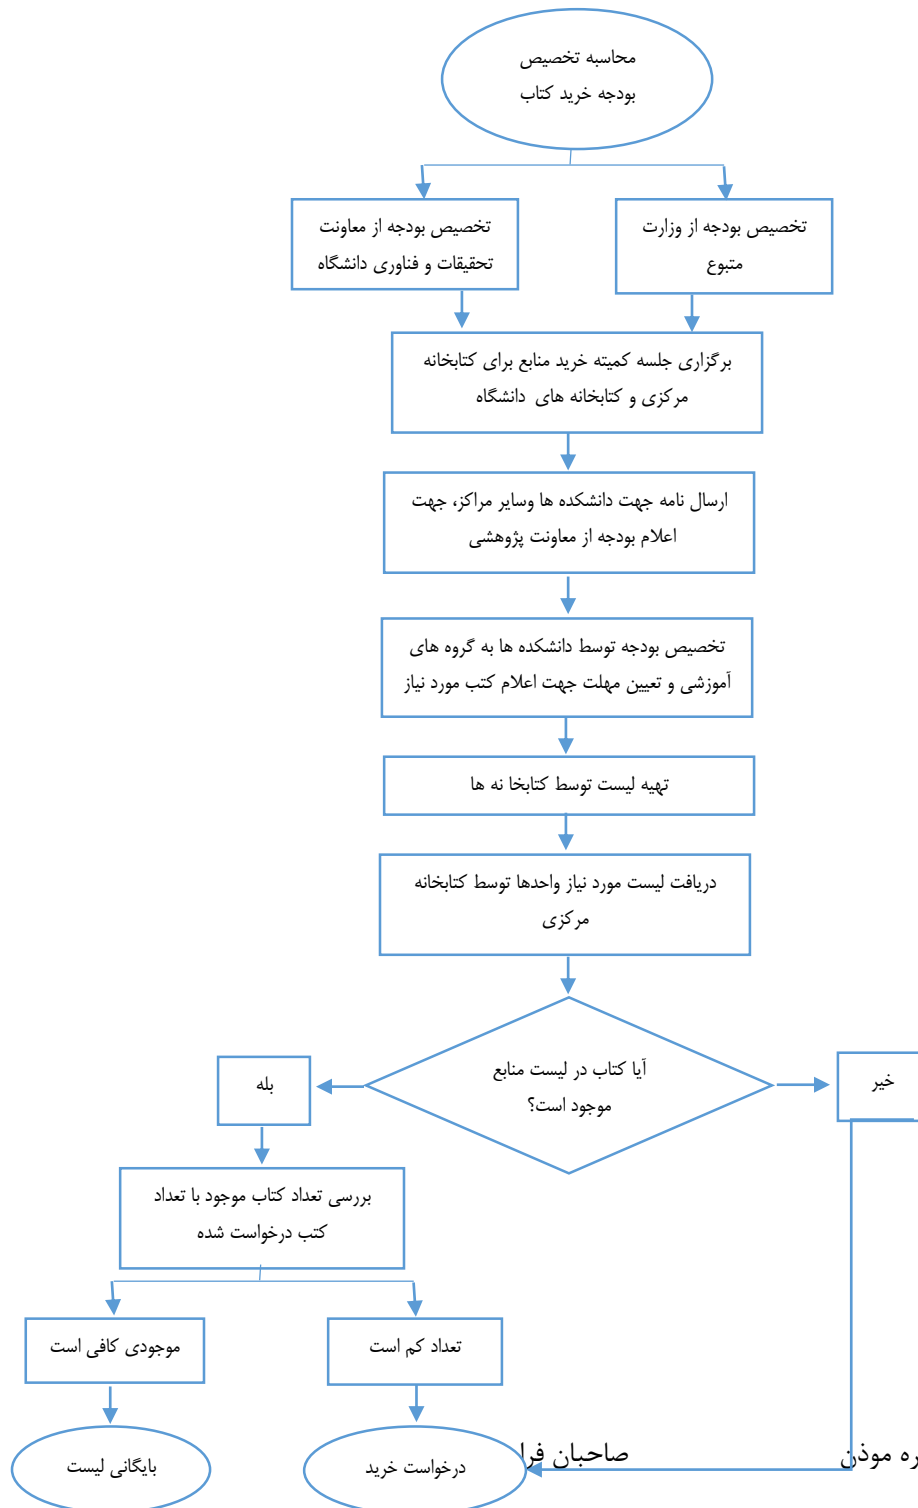 محاسبه تخصیص
بودجه خرید کتاب
تخصیص بودجه از وزارت
متبوع
تخصیص بودجه از معاونت
تحقیقات و فناوری دانشگاه
برگزاری جلسه کمیته خرید منابع برای کتابخانه
مرکزی و کتابخانه های دانشگاه
ارسال نامه جهت دانشکده ها وسایر مراکز، جهت
اعلام بودجه از معاونت پژوهشی
تخصیص بودجه توسط دانشکده ها به گروه های
آموزشی و تعیین مهلت جهت اعلام کتب مورد نیاز
تهیه لیست توسط کتابخا نه ها
دریافت لیست مورد نیاز واحدها توسط کتابخانه
مرکزی
آیا کتاب در لیست منابع
موجود است؟
خیر
بله
بررسی تعداد کتاب موجود با تعداد
کتب درخواست شده
تعداد کم است
موجودی کافی است
موذن
صاحبان
درخواست خرید
بایگانی لیست